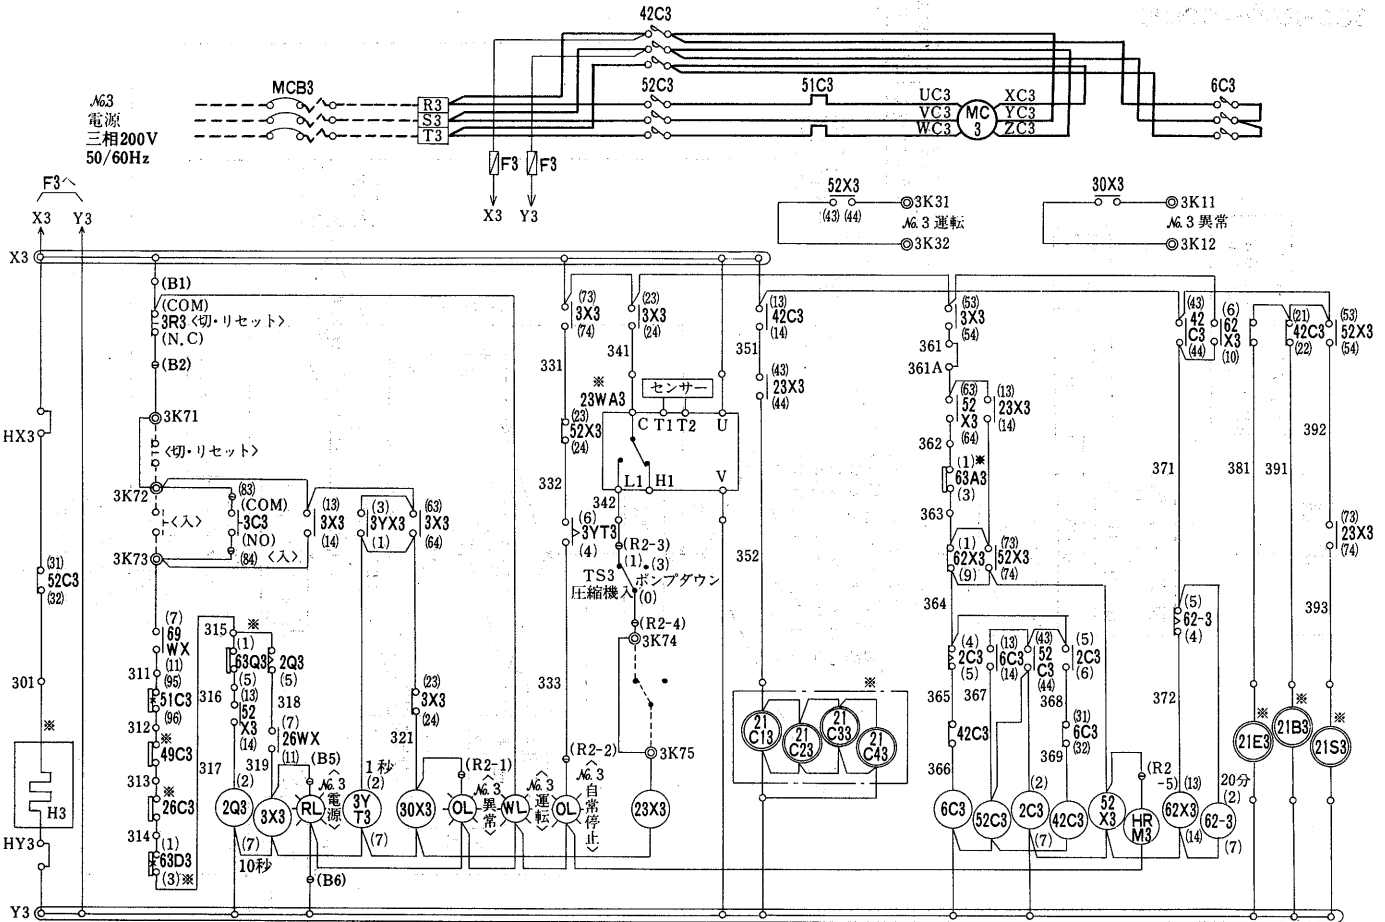 42C3
MCB3
52C3
51C3
6C3
№3
電源
三相200V
50/60Hz
R3
S3
T3
UC3
VC3
WC3
MC
3
XC3
YC3
ZC3
F3
F3
X3
Y3
F3へ
X3
Y3
52X3
(43) (44)
3K31
№3 運転
3K32
30X3
3K11
№3 異常
3K12
X3
(B1)
(COM)
3R3〈切・リセット〉
(N.C)
(B2)
3K71
〈切・リセット〉
3K72
〈入〉
3K73
(83)
(COM)
3C3
(NO)
(84) 〈入〉
(13)
3X3
(14)
(3)
3YX3
(1)
(63)
3X3
(64)
HX3
(31)
52C3
(32)
301
※
H3
HY3
Y3
(7)
69
WX
(11)
311
(95)
51C3
(96)
312
※
49C3
313
※
26C3
314
(1)
63D3
(3)※
315
※
(1)
63Q3
(5)
316
(13)
52
X3
(14)
317
2Q3
318
(7)
26WX
(11)
319
(2)
2Q3
(7)
10秒
3X3
(B5)
RL
〈№3電源〉
(B6)
1秒
(2)
3Y
T3
(7)
(23)
3X3
(24)
321
30X3
(R2-1)
OL
〈№3異常〉
WL
〈№3運転〉
(R2-2)
OL
〈№3自常停止〉
(73)
3X3
(74)
331
(23)
52X3
(24)
332
(6)
3YT3
(4)
333
(23)
3X3
(24)
341
※
23WA3
センサー
C T1 T2 U
L1 H1 V
342
(R2-3)
(1) (3)
TS3 ポンプダウン
圧縮機入 (0)
(R2-4)
3K74
3K75
23X3
(13)
42C3
(14)
351
(43)
23X3
(44)
352
※
21
C13
21
C23
21
C33
21
C43
(53)
3X3
(54)
361
361A
(63)
52
X3
(64)
(13)
23X3
(14)
362
(1)※
63A3
(3)
363
(1)
62X3
(9)
(73)
52X3
(74)
364
(4)
2C3
(5)
(13)
6C3
(14)
(43)
52
C3
(44)
(5)
2C3
(6)
365
367
368
(31)
6C3
(32)
42C3
369
366
6C3
52C3
(2)
2C3
(7)
42C3
52
X3
HR
M3
(R2
-5)
(13)
62X3
(14)
20分
(2)
62-3
(7)
(43)
42
C3
(44)
(6)
62
X3
(10)
371
(5)
62-3
(4)
372
381
(21)
42C3
(22)
391
(53)
52X3
(54)
392
(73)
23X3
(74)
393
※
21E3
※
21B3
※
21S3
Y3